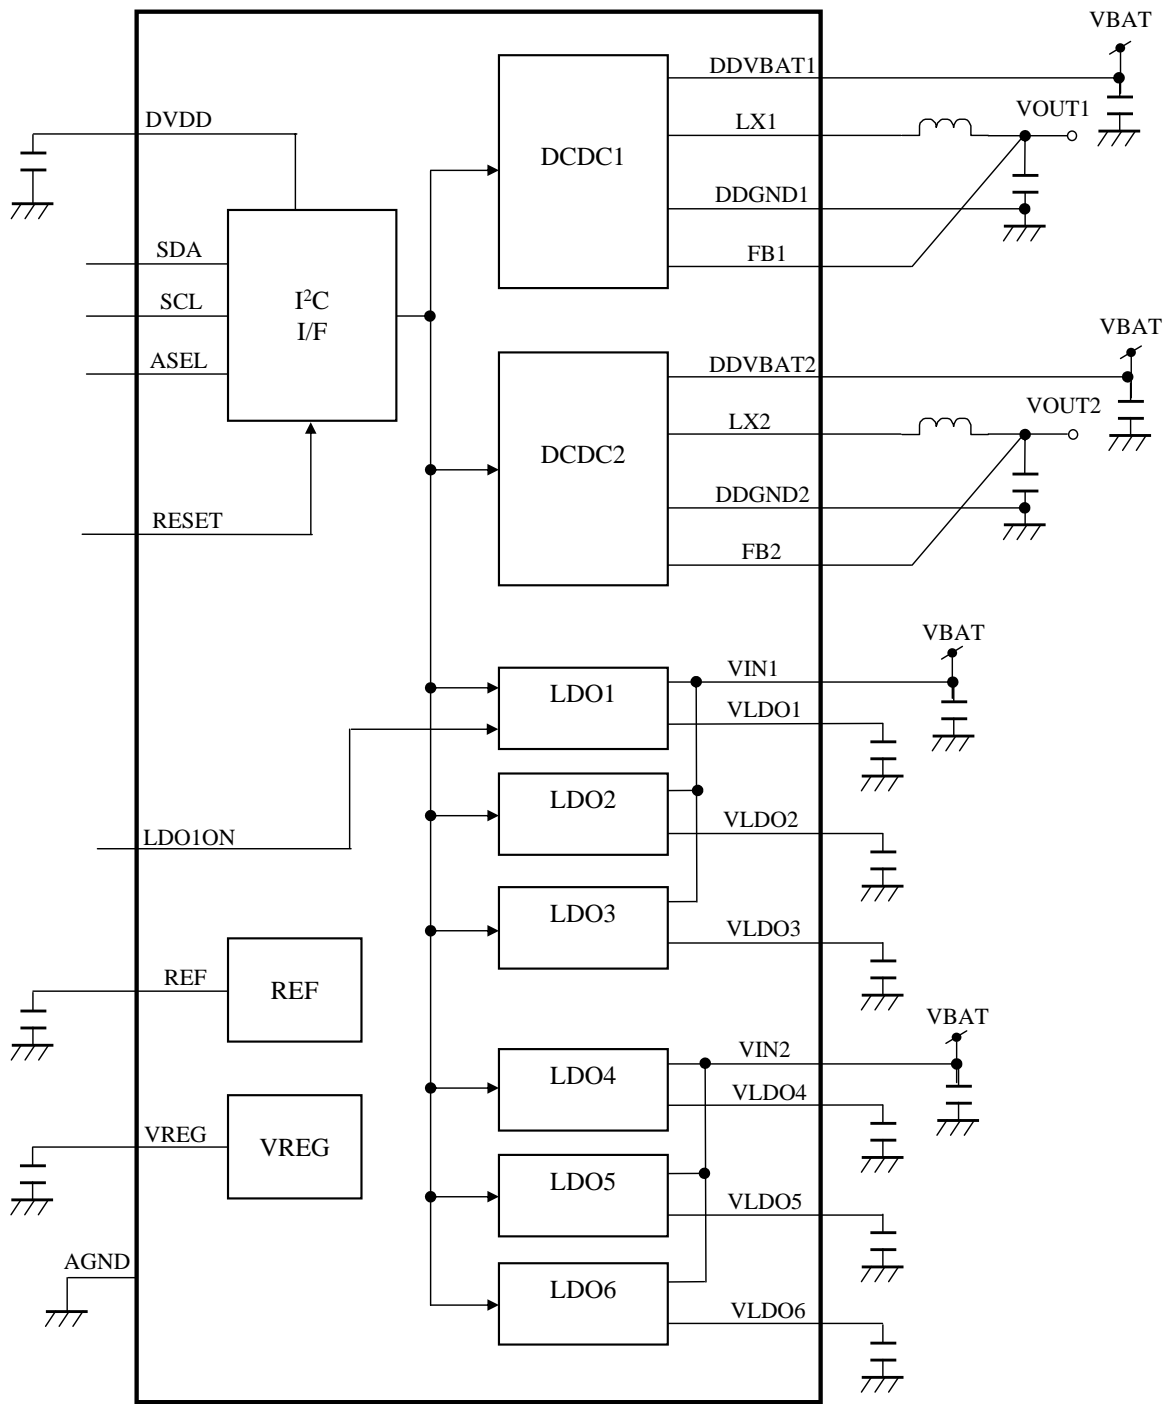 VBAT
DDVBAT1
VOUT1
DVDD
LX1
DCDC1
DDGND1
SDA
FB1
SCL
I²C
I/F
VBAT
ASEL
DDVBAT2
VOUT2
LX2
DCDC2
DDGND2
RESET
FB2
VBAT
VIN1
LDO1
VLDO1
LDO2
VLDO2
LDO1ON
LDO3
VLDO3
REF
REF
VBAT
VIN2
LDO4
VLDO4
VREG
VREG
LDO5
VLDO5
AGND
LDO6
VLDO6